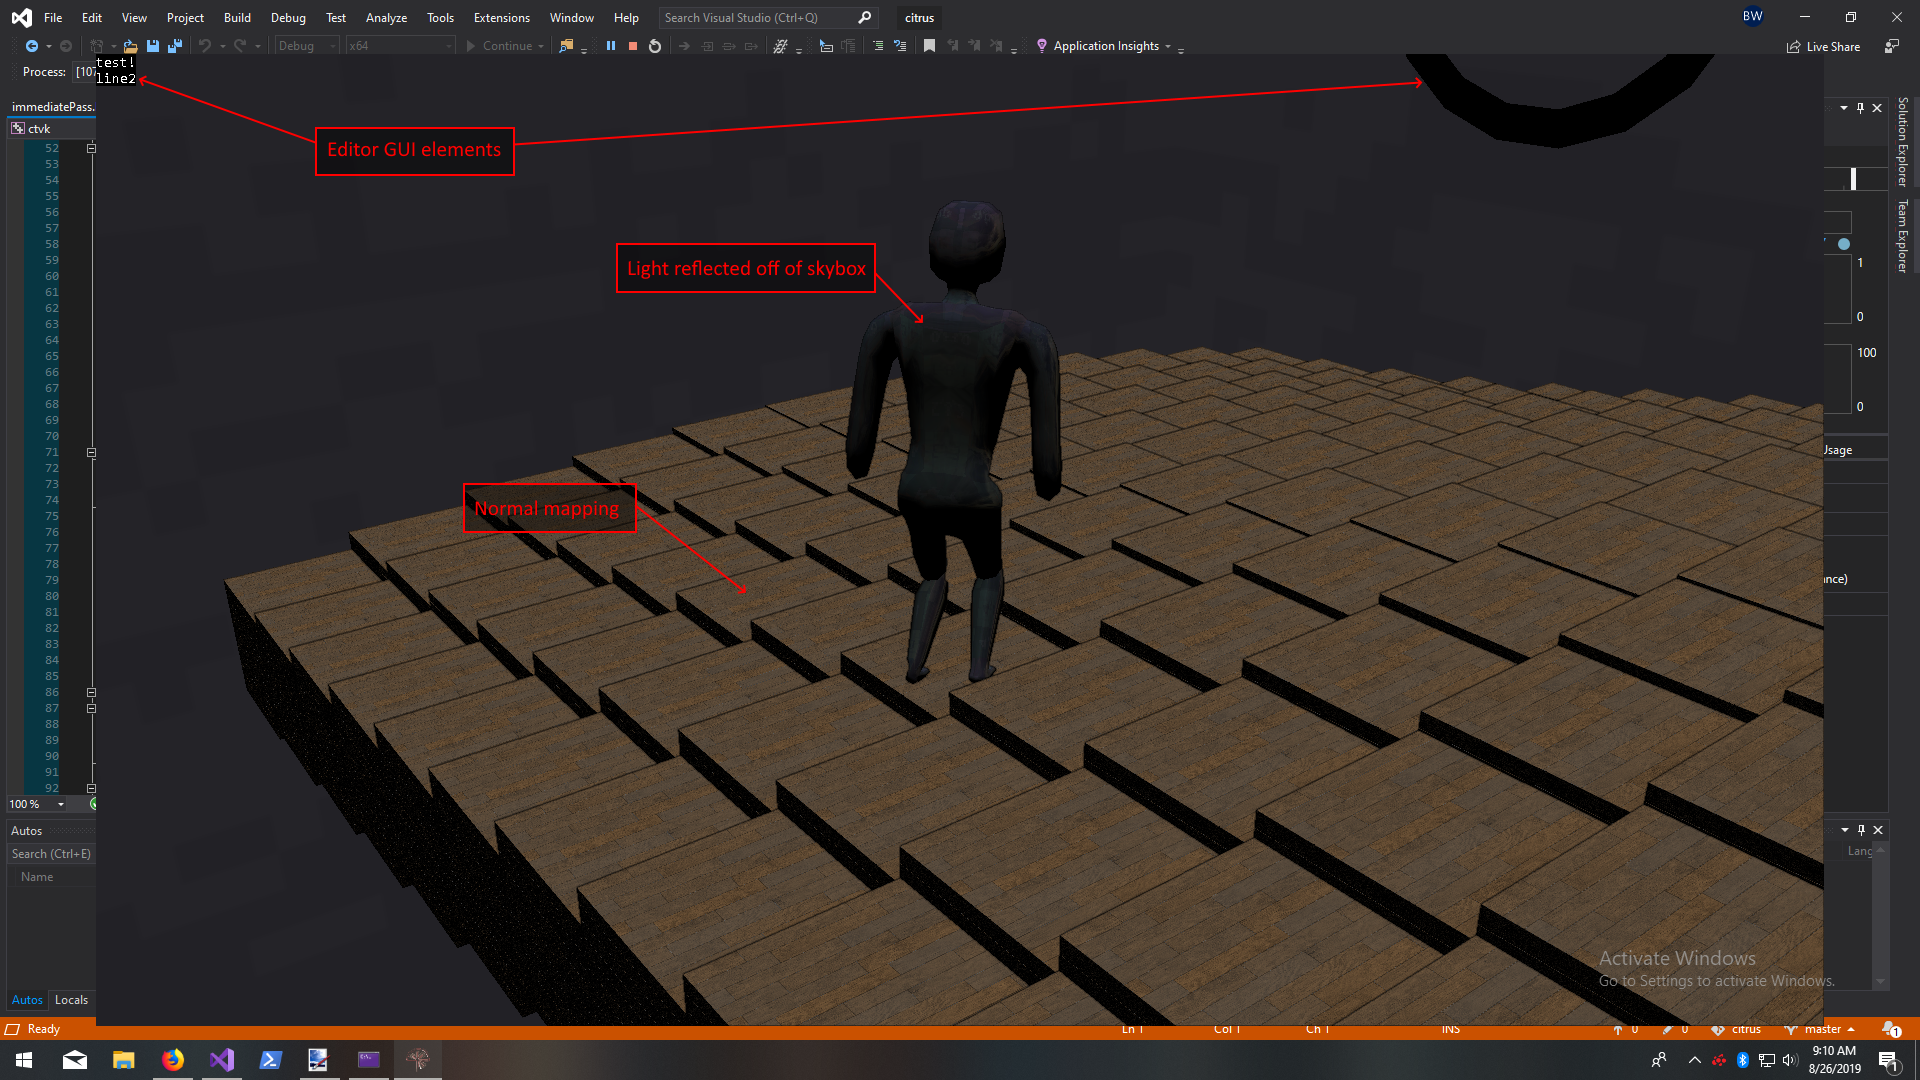 File Edit View Project Build Debug Test Analyze Tools Extensions Window Help Search Visual Studio (Ctrl+Q) citrus BW
Debug x64 Continue Application Insights Live Share
Process: [107
test!
line2
immediatePass.
ctvk
Editor GUI elements
Light reflected off of skybox
Normal mapping
52
53
54
55
56
57
58
59
60
61
62
63
64
65
66
67
68
69
70
71
72
73
74
75
76
77
78
79
80
81
82
83
84
85
86
87
88
89
90
91
92
100 %
Solution Explorer
Team Explorer
1
0
100
0
Usage
ance)
Autos
Search (Ctrl+E)
Name
Lang
Autos Locals
Activate Windows
Go to Settings to activate Windows.
Ready Ln 1 Col 1 Ch 1 INS 0 0 citrus master 1
9:10 AM
8/26/2019
1